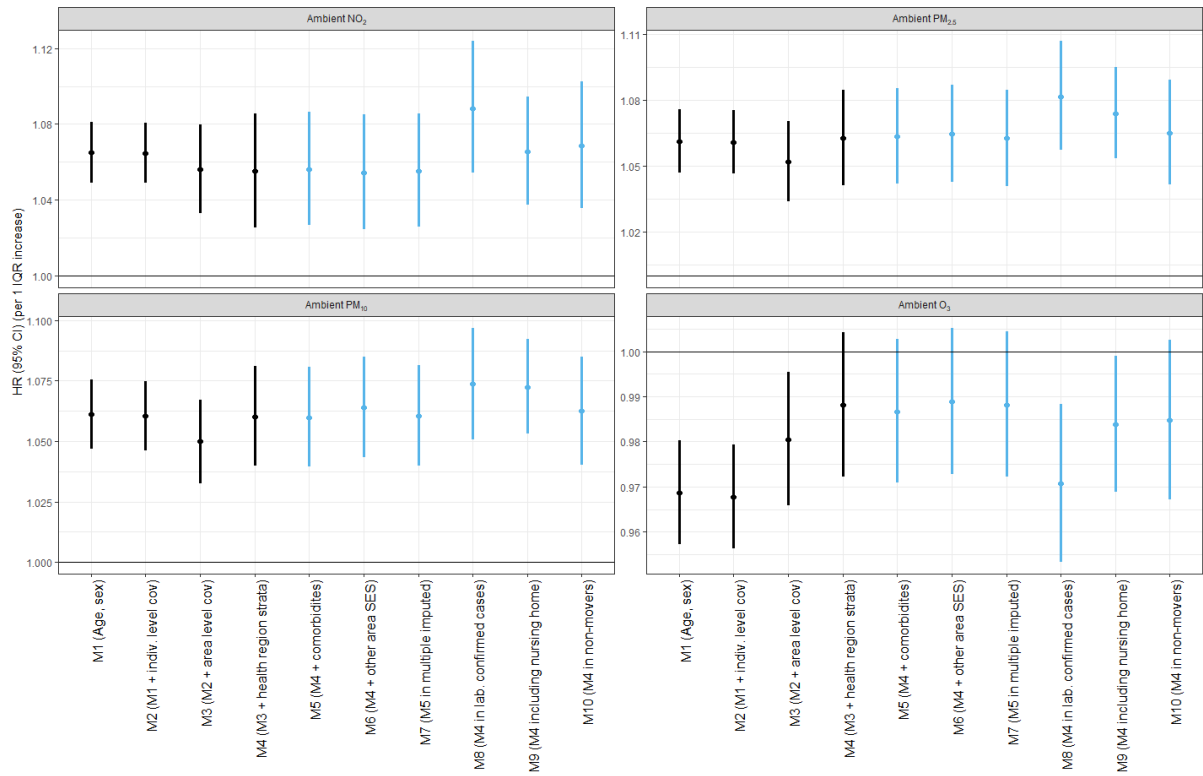 Ambient NO₂
Ambient PM₂.₅
1.12
1.08
1.04
1.00
1.11
1.08
1.05
1.02
HR (95% CI) (per 1 IQR increase)
Ambient PM₁₀
Ambient O₃
1.100
1.075
1.050
1.025
1.000
1.00
0.99
0.98
0.97
0.96
M1 (Age, sex)
M2 (M1 + indiv. level cov)
M3 (M2 + area level cov)
M4 (M3 + health region strata)
M5 (M4 + comorbidites)
M6 (M4 + other area SES)
M7 (M5 in multiple imputed)
M8 (M4 in lab. confirmed cases)
M9 (M4 including nursing home)
M10 (M4 in non-movers)
M1 (Age, sex)
M2 (M1 + indiv. level cov)
M3 (M2 + area level cov)
M4 (M3 + health region strata)
M5 (M4 + comorbidites)
M6 (M4 + other area SES)
M7 (M5 in multiple imputed)
M8 (M4 in lab. confirmed cases)
M9 (M4 including nursing home)
M10 (M4 in non-movers)